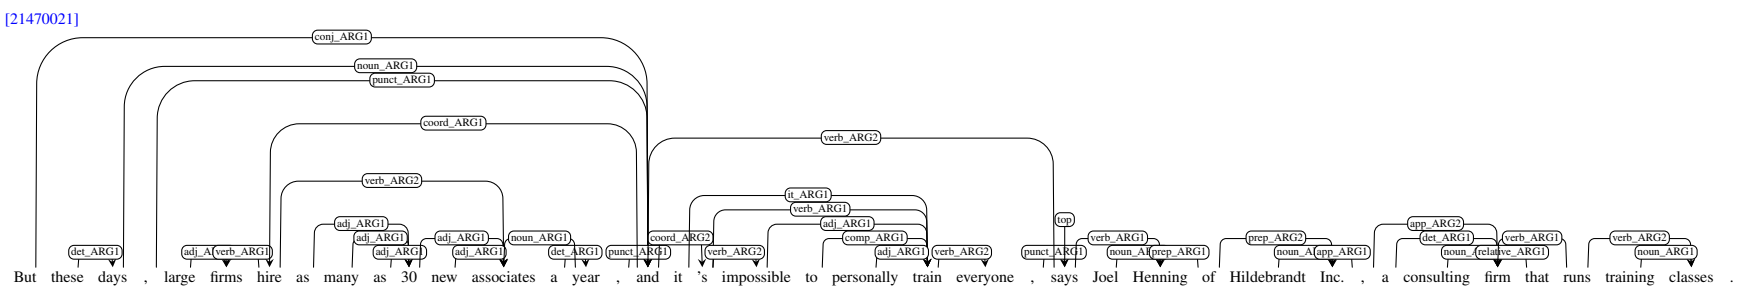 [21470021]
conj_ARG1
noun_ARG1
punct_ARG1
coord_ARG1
verb_ARG2
verb_ARG2
it_ARG1
verb_ARG1
adj_ARG1 adj_ARG1 top app_ARG2
adj_ARG1 adj_ARG1 noun_ARG1 coord_ARG2 comp_ARG1 verb_ARG1 prep_ARG2 det_ARG1 verb_ARG1 verb_ARG2
det_ARG1 verb_ARG1 adj_ARG1 adj_ARG1 det_ARG1 punct_ARG1 verb_ARG2 adj_ARG1 verb_ARG2 punct_ARG1 prep_ARG1 app_ARG1 noun_ARG1
But these days , large firms hire as many as 30 new associates a year , and it 's impossible to personally train everyone , says Joel Henning of Hildebrandt Inc. , a consulting firm that runs training classes .